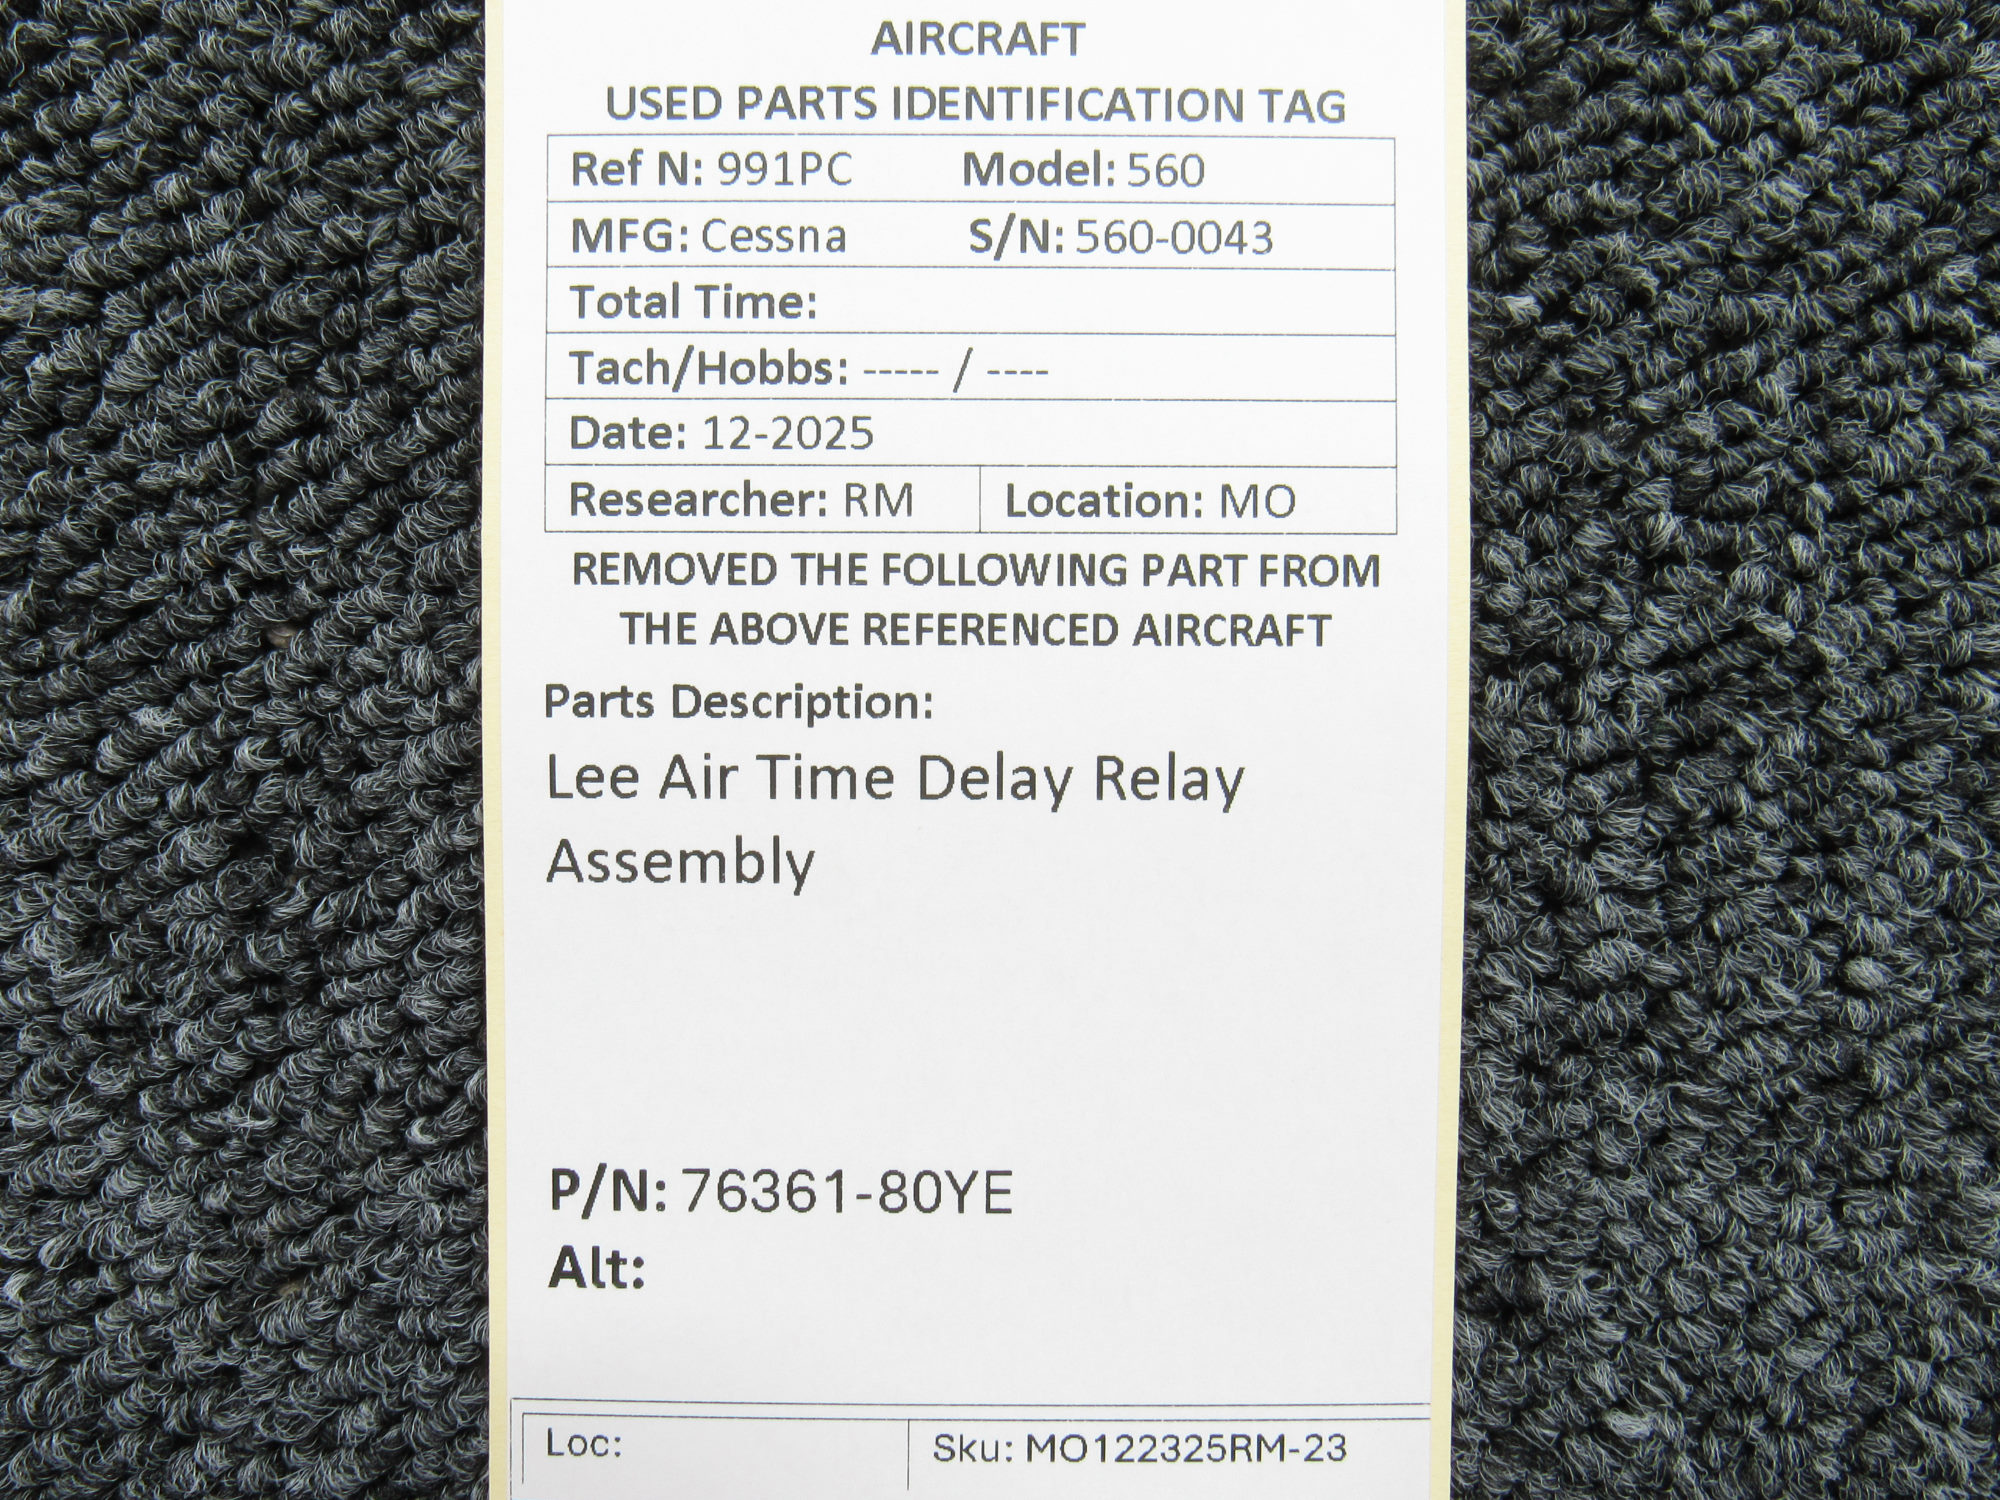 AIRCRAFT
USED PARTS IDENTIFICATION TAG
Ref N: 991PC Model: 560
MFG: Cessna S/N: 560-0043
Total Time:
Tach/Hobbs: ----- / ----
Date: 12-2025
Researcher: RM Location: MO
REMOVED THE FOLLOWING PART FROM
THE ABOVE REFERENCED AIRCRAFT
Parts Description:
Lee Air Time Delay Relay
Assembly
P/N: 76361-80YE
Alt:
Loc: Sku: MO122325RM-23